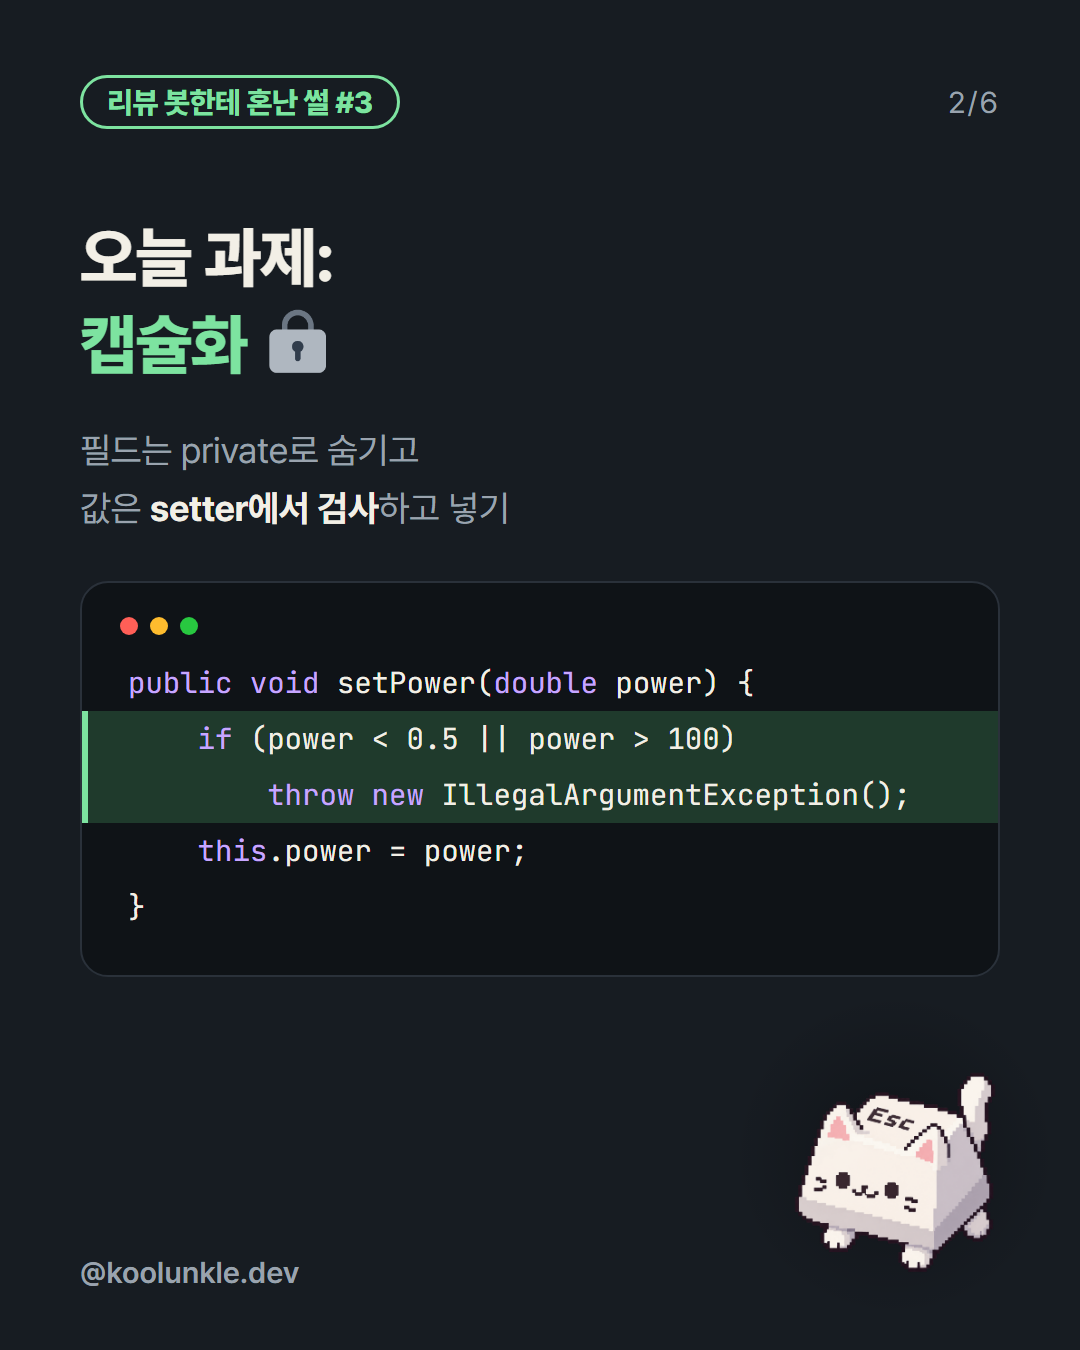 리뷰 봇한테 혼난 썰 #3
2/6
오늘 과제:
캡슐화
필드는 private로 숨기고
값은 setter에서 검사하고 넣기
public void setPower(double power) {
    if (power < 0.5 || power > 100)
        throw new IllegalArgumentException();
    this.power = power;
}
Esc
@koolunkle.dev